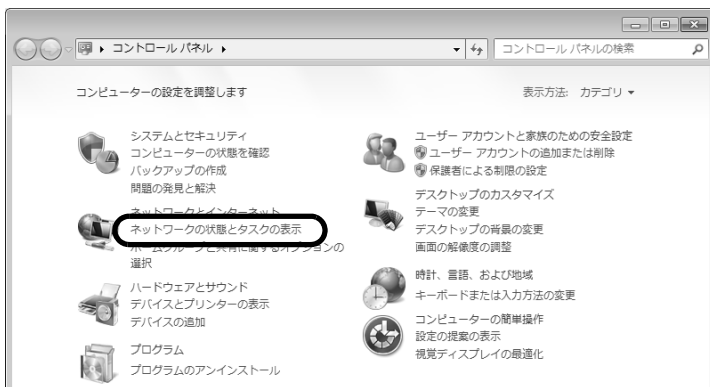 コントロール パネル
コントロール パネルの検索
コンピューターの設定を調整します
表示方法: カテゴリ
システムとセキュリティ
コンピューターの状態を確認
バックアップの作成
問題の発見と解決
ネットワークとインターネット
ネットワークの状態とタスクの表示
ホームグループと共有に関するオプションの
選択
ハードウェアとサウンド
デバイスとプリンターの表示
デバイスの追加
プログラム
プログラムのアンインストール
ユーザー アカウントと家族のための安全設定
ユーザー アカウントの追加または削除
保護者による制限の設定
デスクトップのカスタマイズ
テーマの変更
デスクトップの背景の変更
画面の解像度の調整
時計、言語、および地域
キーボードまたは入力方法の変更
コンピューターの簡単操作
設定の提案の表示
視覚ディスプレイの最適化